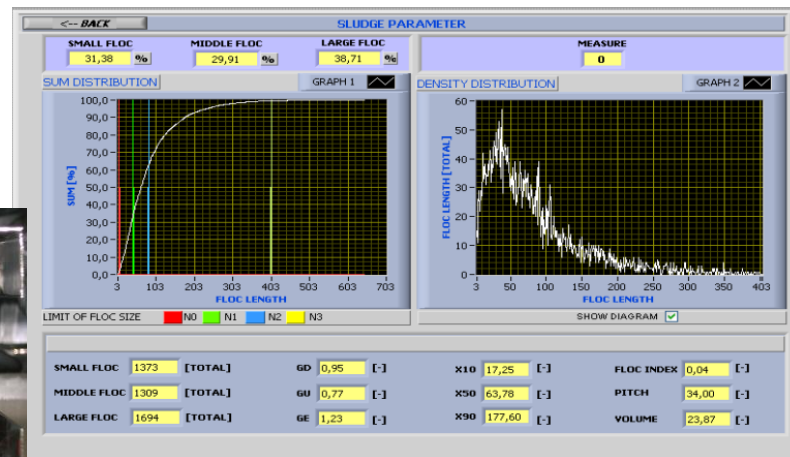 <-- BACK SLUDGE PARAMETER
SMALL FLOC MIDDLE FLOC LARGE FLOC MEASURE
31,38 % 29,91 % 38,71 % 0
SUM DISTRIBUTION GRAPH 1
DENSITY DISTRIBUTION GRAPH 2
SUM [%]
100,0
90,0
80,0
70,0
60,0
50,0
40,0
30,0
20,0
10,0
0,0
3 103 203 303 403 503 603 703
FLOC LENGTH
FLOC LENGTH [TOTAL]
60
50
40
30
20
10
0
3 50 100 150 200 250 300 350 403
FLOC LENGTH
LIMIT OF FLOC SIZE N0 N1 N2 N3
SHOW DIAGRAM
SMALL FLOC 1373 [TOTAL] GD 0,95 [-] X10 17,25 [-] FLOC INDEX 0,04 [-]
MIDDLE FLOC 1309 [TOTAL] GU 0,77 [-] X50 63,78 [-] PITCH 34,00 [-]
LARGE FLOC 1694 [TOTAL] GE 1,23 [-] X90 177,60 [-] VOLUME 23,87 [-]